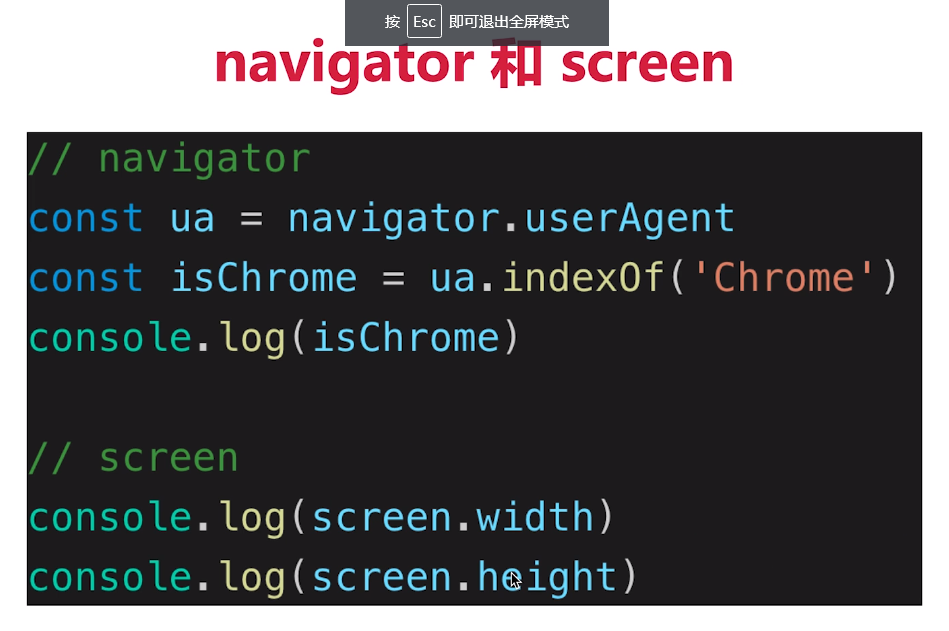 按 Esc 即可退出全屏模式
navigator 和 screen
// navigator
const ua = navigator.userAgent
const isChrome = ua.indexOf('Chrome')
console.log(isChrome)
// screen
console.log(screen.width)
console.log(screen.height)